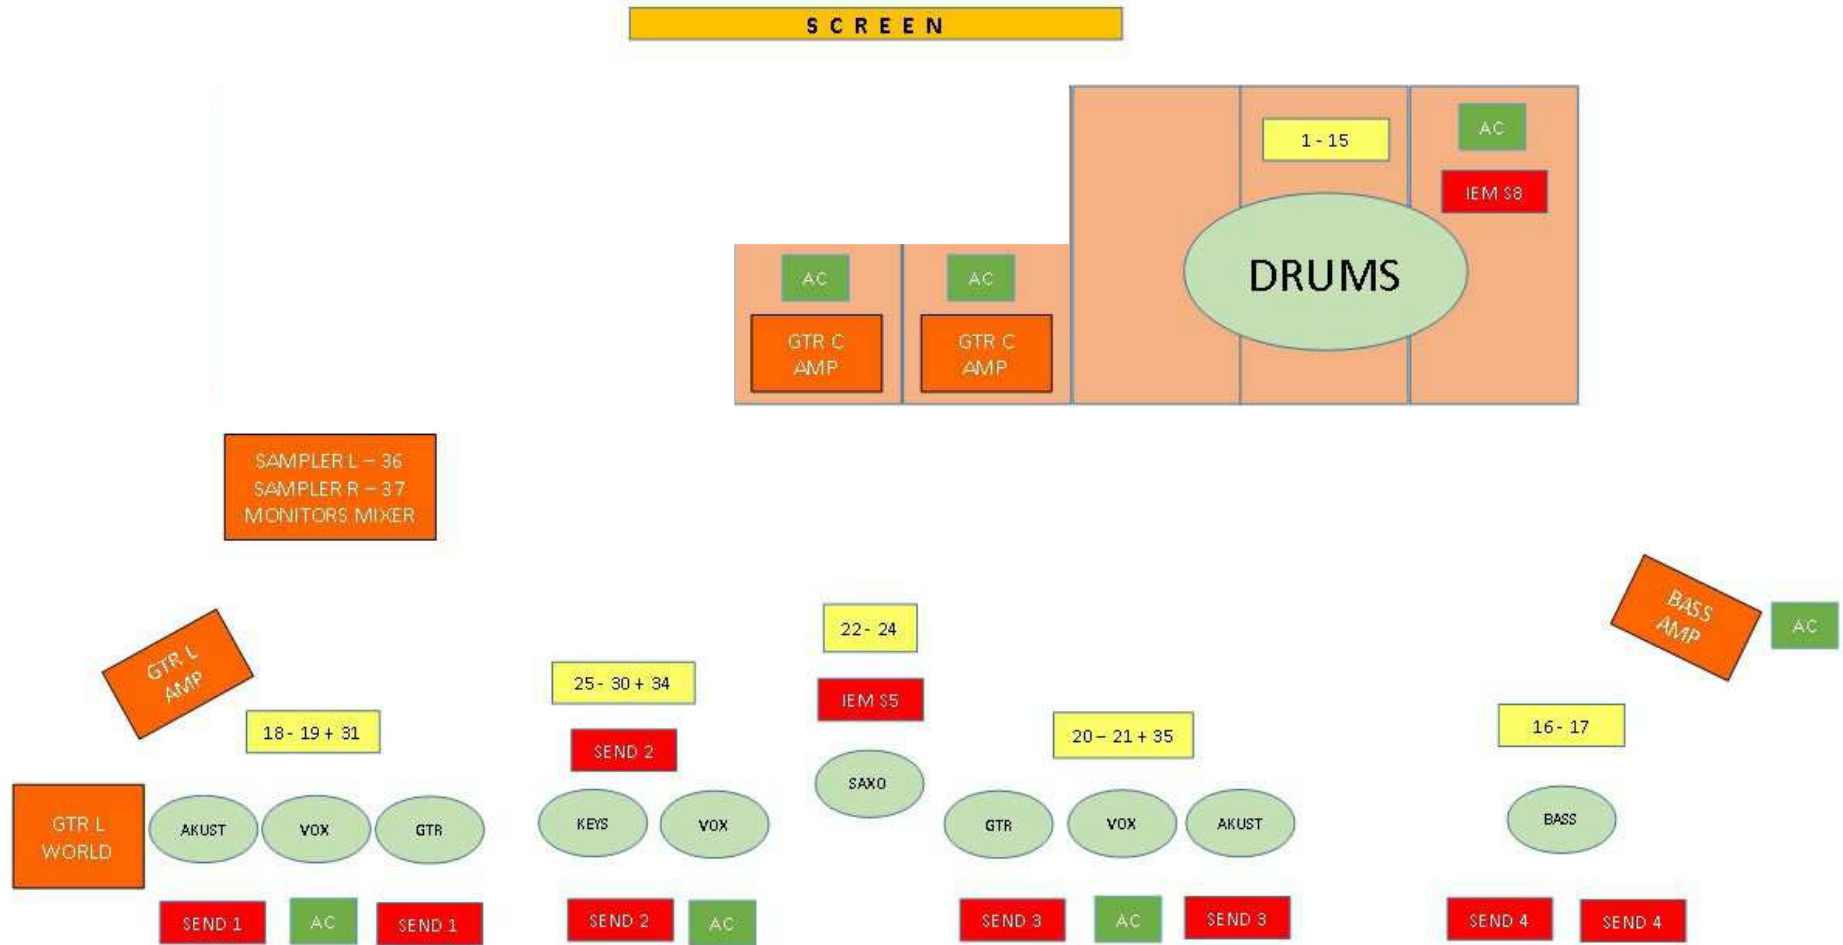 SCREEN
1 - 15
AC
IEM S8
DRUMS
AC
AC
GTR C
AMP
GTR C
AMP
SAMPLER L – 36
SAMPLER R – 37
MONITORS MIXER
GTR L
AMP
18 - 19 + 31
25 - 30 + 34
SEND 2
22 - 24
IEM S5
SAXO
20 – 21 + 35
16 - 17
BASS
AMP
AC
GTR L
WORLD
AKUST
VOX
GTR
KEYS
VOX
GTR
VOX
AKUST
BASS
SEND 1
AC
SEND 1
SEND 2
AC
SEND 3
AC
SEND 3
SEND 4
SEND 4